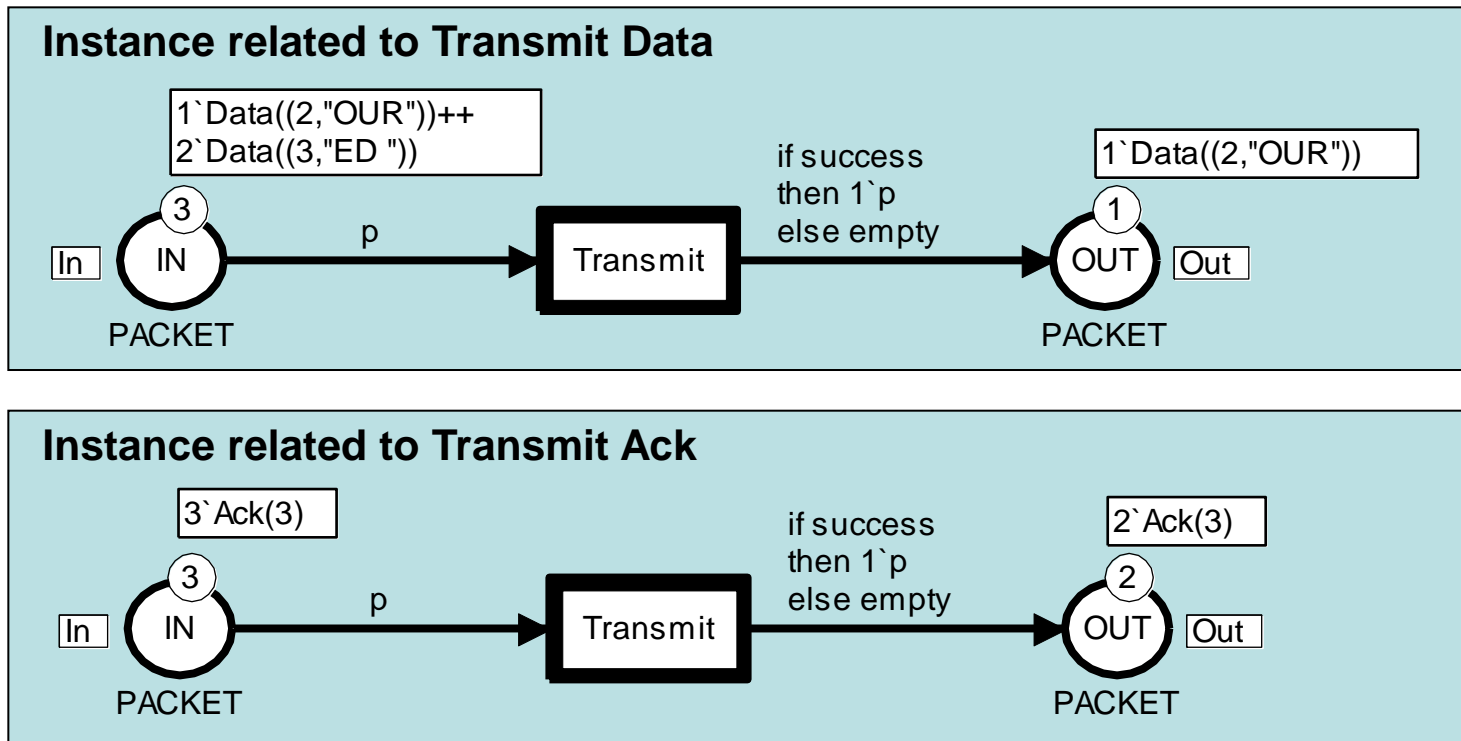 Instance related to Transmit Data
1`Data((2,"OUR"))++
2`Data((3,"ED "))
if success
then 1`p
else empty
1`Data((2,"OUR"))
3
1
p
In
IN
Transmit
OUT
Out
PACKET
PACKET
Instance related to Transmit Ack
3`Ack(3)
if success
then 1`p
else empty
2`Ack(3)
3
2
p
In
IN
Transmit
OUT
Out
PACKET
PACKET